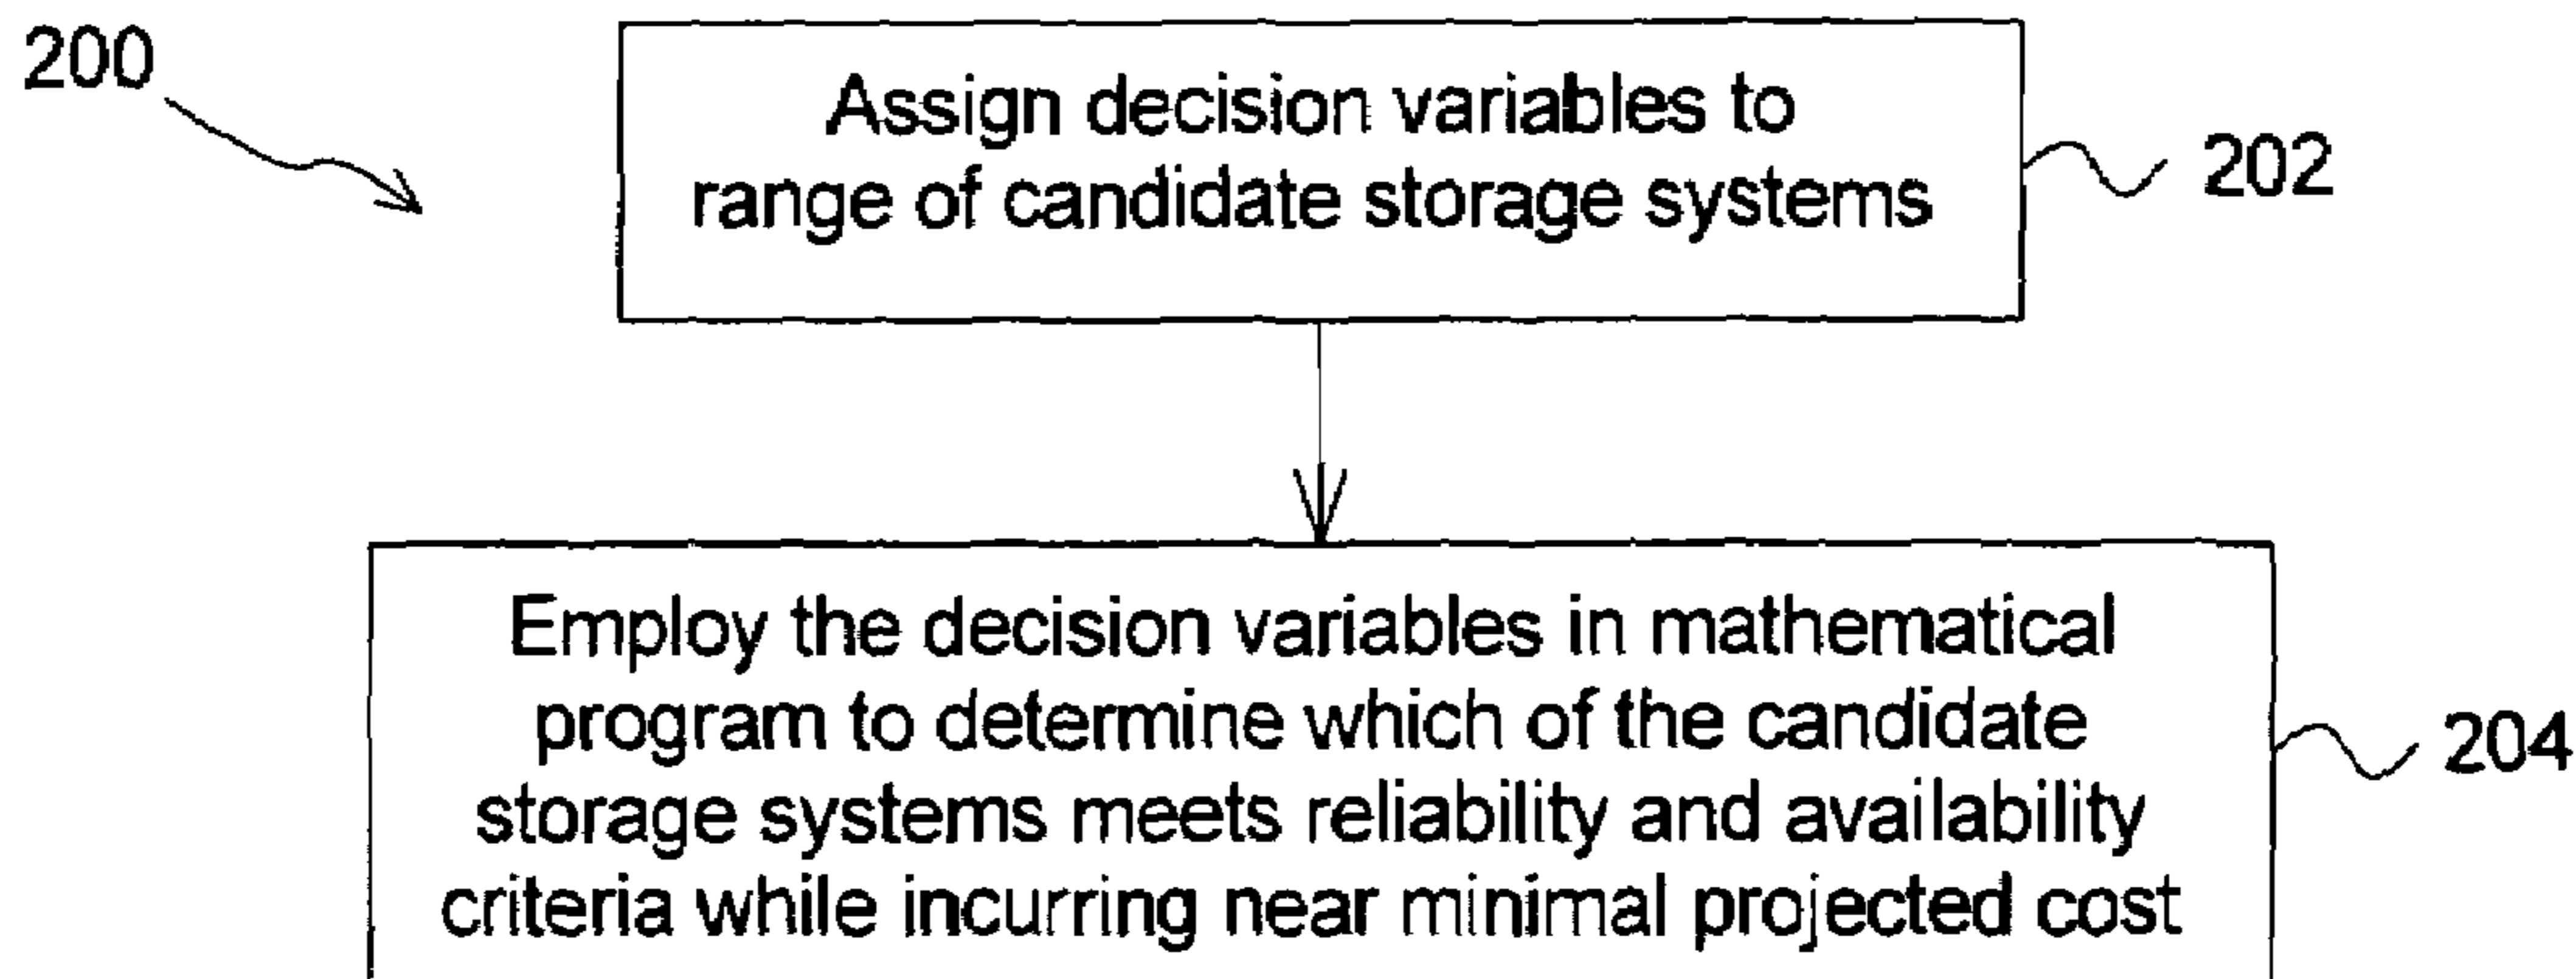 200
Assign decision variables to
range of candidate storage systems
202
Employ the decision variables in mathematical
program to determine which of the candidate
storage systems meets reliability and availability
criteria while incurring near minimal projected cost
204